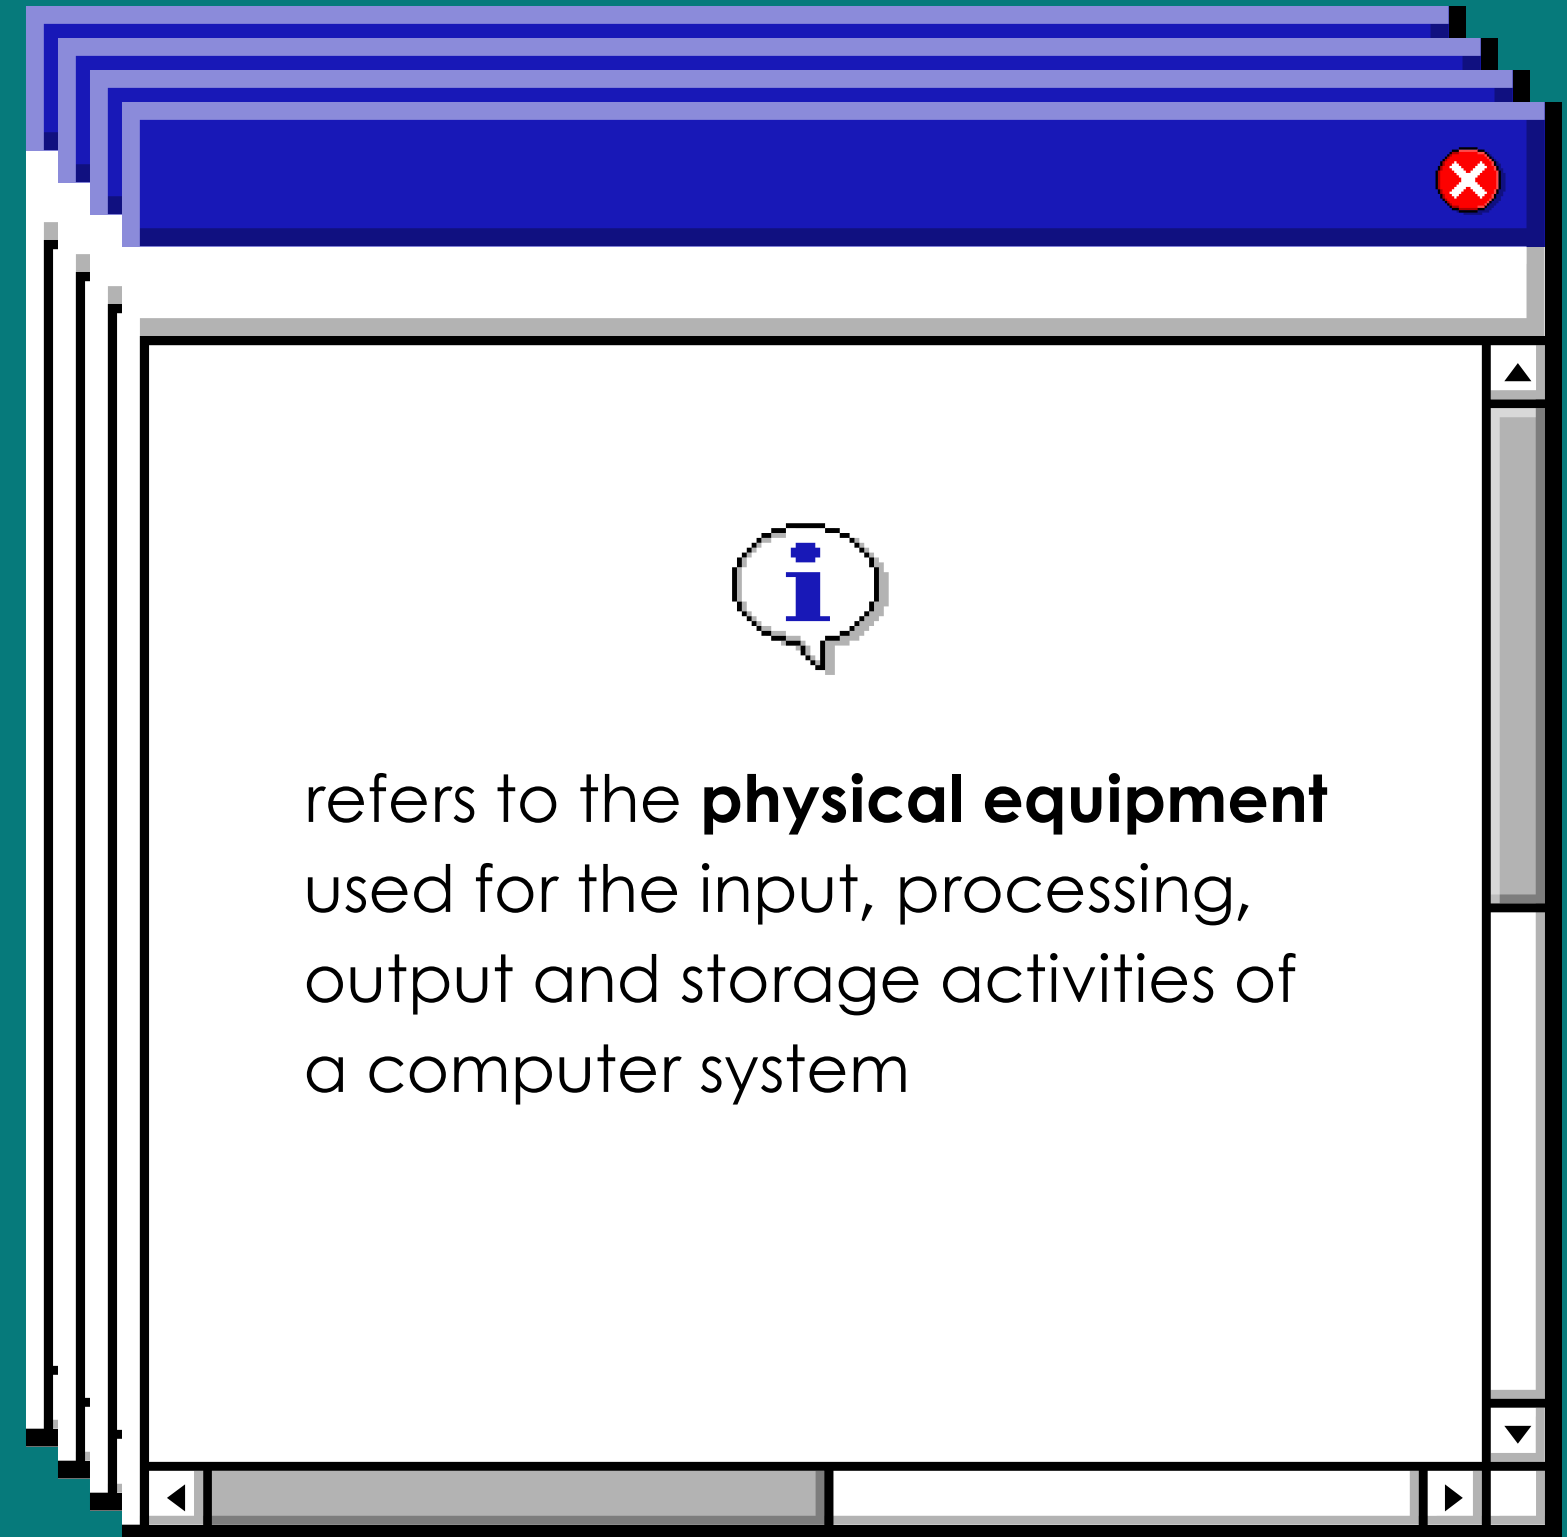 i
refers to the physical equipment
used for the input, processing,
output and storage activities of
a computer system